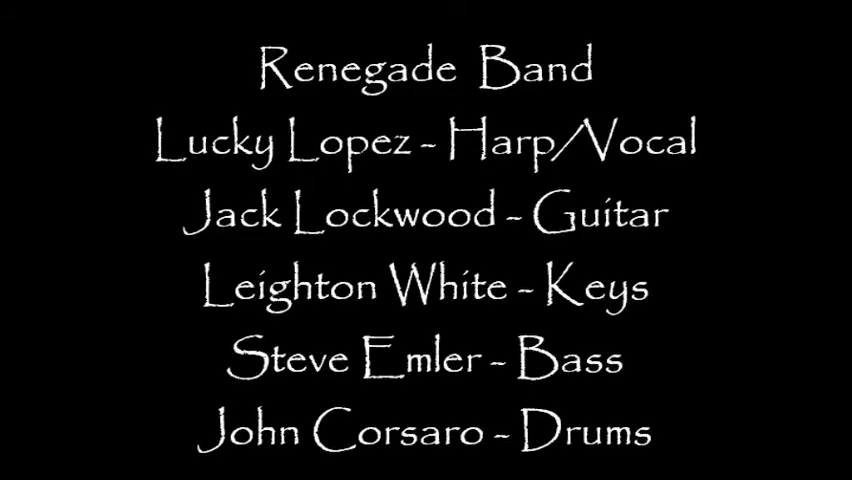 Renegade Band
Lucky Lopez - Harp/Vocal
Jack Lockwood - Guitar
Leighton White - Keys
Steve Emler - Bass
John Corsaro - Drums